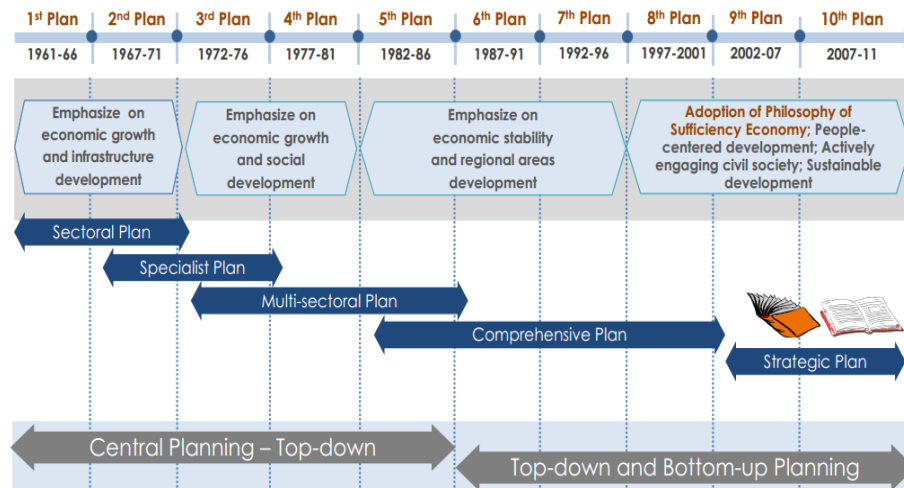 1st Plan 2nd Plan 3rd Plan 4th Plan 5th Plan 6th Plan 7th Plan 8th Plan 9th Plan 10th Plan
1961-66 1967-71 1972-76 1977-81 1982-86 1987-91 1992-96 1997-2001 2002-07 2007-11
Emphasize on
economic growth
and infrastructure
development
Emphasize on
economic growth
and social
development
Emphasize on
economic stability
and regional areas
development
Adoption of Philosophy of
Sufficiency Economy; People-
centered development; Actively
engaging civil society; Sustainable
development
Sectoral Plan
Specialist Plan
Multi-sectoral Plan
Comprehensive Plan
Strategic Plan
Central Planning – Top-down
Top-down and Bottom-up Planning